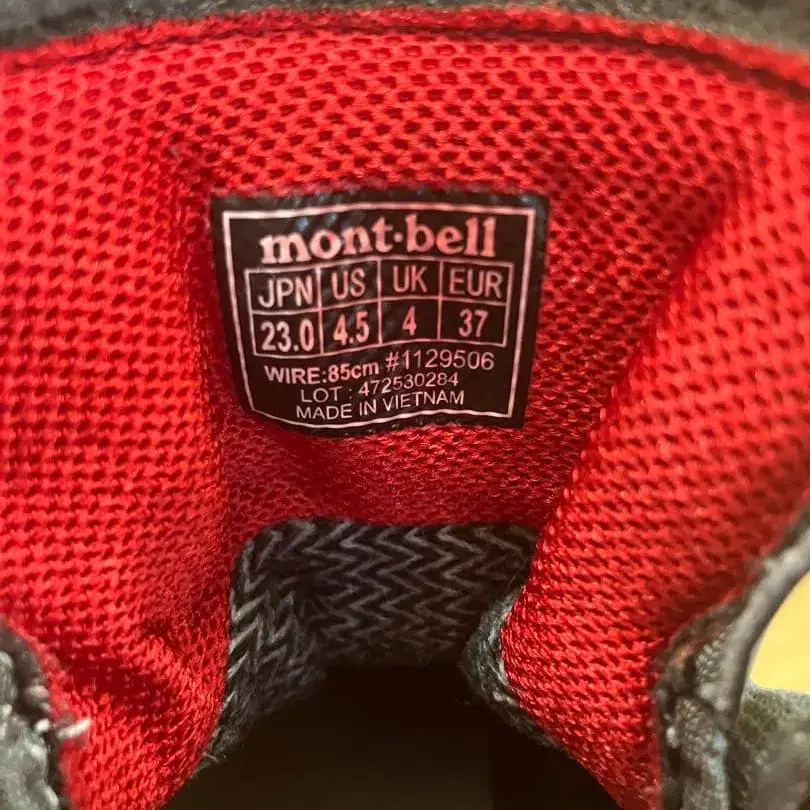 mont·bell
JPN US UK EUR
23.0 4.5 4 37
WIRE:85cm #1129506
LOT : 472530284
MADE IN VIETNAM